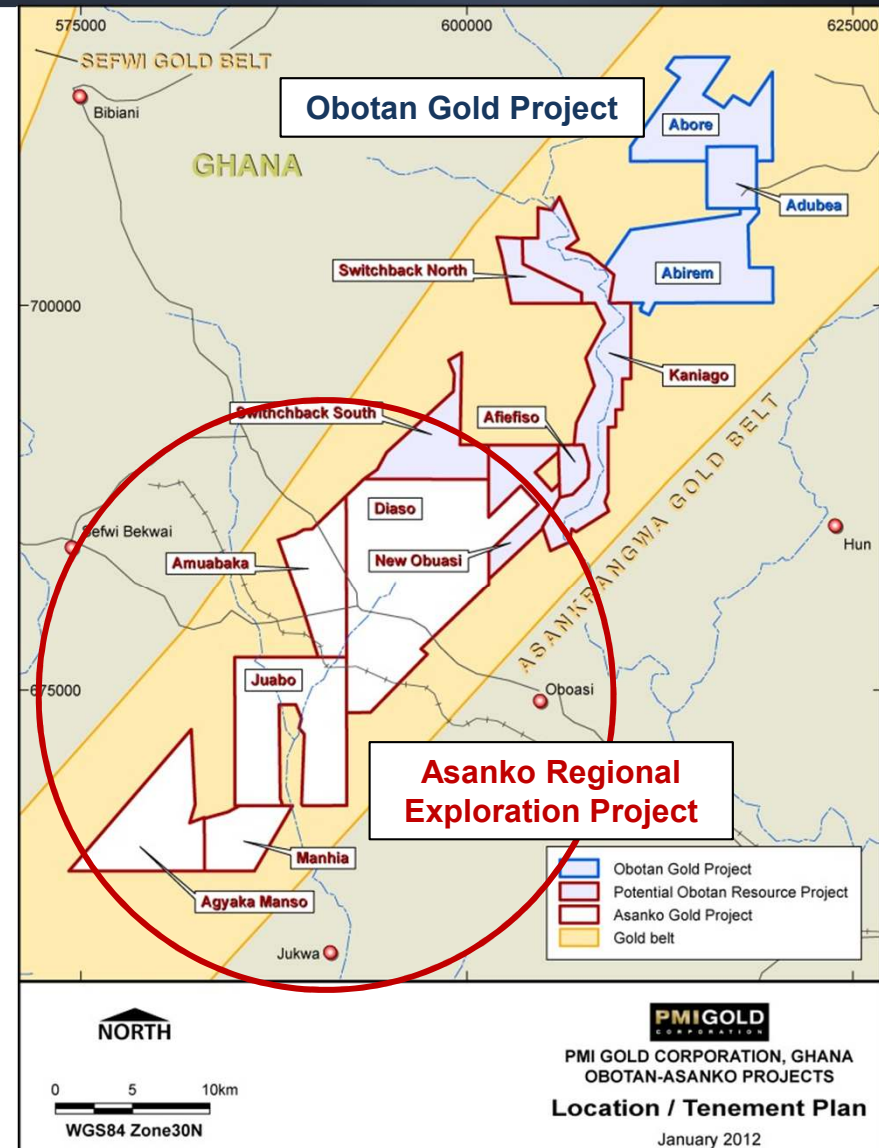 575000
600000
625000
SEFWI GOLD BELT
Bibiani
Obotan Gold Project
GHANA
Abore
Adubea
Switchback North
Abirem
700000
Kaniago
Swithchback South
Afiefiso
Diaso
ASANKRANGWA GOLD BELT
Sefwi Bekwai
Amuabaka
New Obuasi
Hun
Juabo
675000
Oboasi
Asanko Regional
Exploration Project
Manhia
Agyaka Manso
Jukwa
Obotan Gold Project
Potential Obotan Resource Project
Asanko Gold Project
Gold belt
NORTH
0 5 10km
WGS84 Zone30N
PMIGOLD
CORPORATION
PMI GOLD CORPORATION, GHANA
OBOTAN-ASANKO PROJECTS
Location / Tenement Plan
January 2012